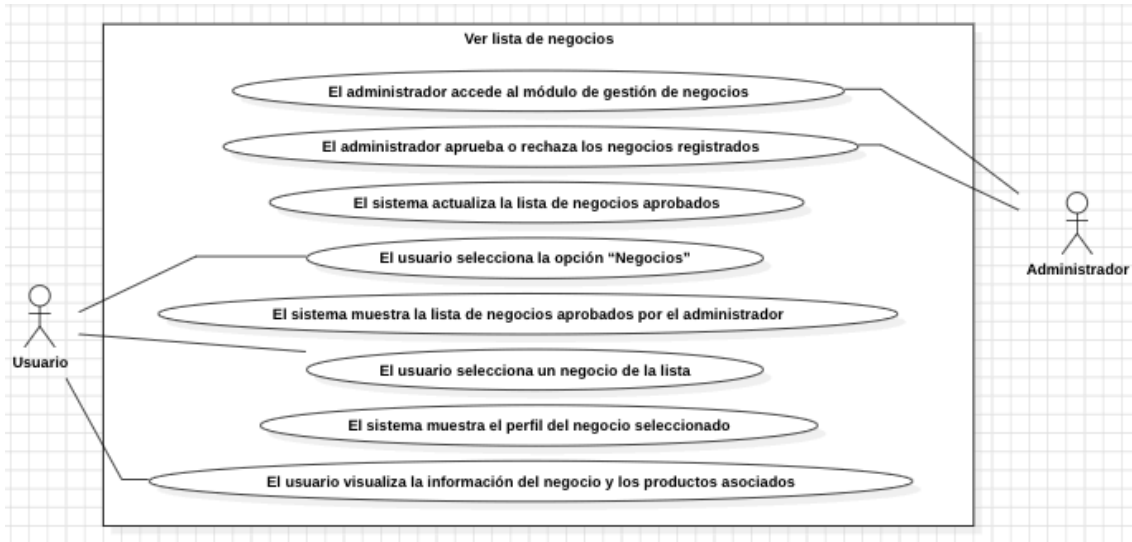 Ver lista de negocios
El administrador accede al módulo de gestión de negocios
El administrador aprueba o rechaza los negocios registrados
El sistema actualiza la lista de negocios aprobados
El usuario selecciona la opción “Negocios”
El sistema muestra la lista de negocios aprobados por el administrador
El usuario selecciona un negocio de la lista
El sistema muestra el perfil del negocio seleccionado
El usuario visualiza la información del negocio y los productos asociados
Usuario
Administrador